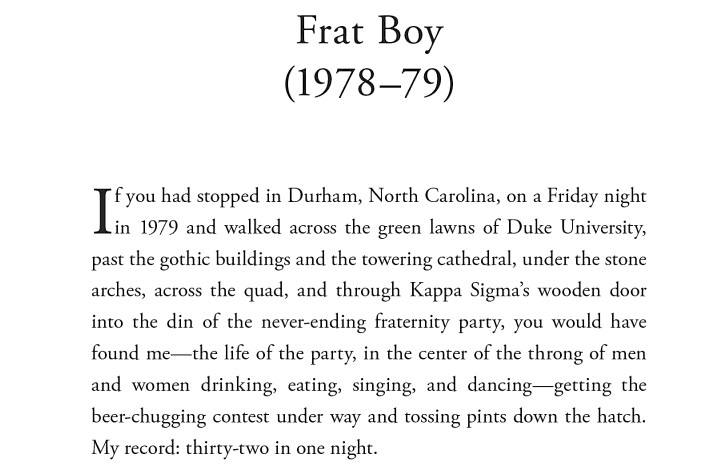 Frat Boy
(1978–79)
If you had stopped in Durham, North Carolina, on a Friday night
in 1979 and walked across the green lawns of Duke University,
past the gothic buildings and the towering cathedral, under the stone
arches, across the quad, and through Kappa Sigma’s wooden door
into the din of the never-ending fraternity party, you would have
found me—the life of the party, in the center of the throng of men
and women drinking, eating, singing, and dancing—getting the
beer-chugging contest under way and tossing pints down the hatch.
My record: thirty-two in one night.